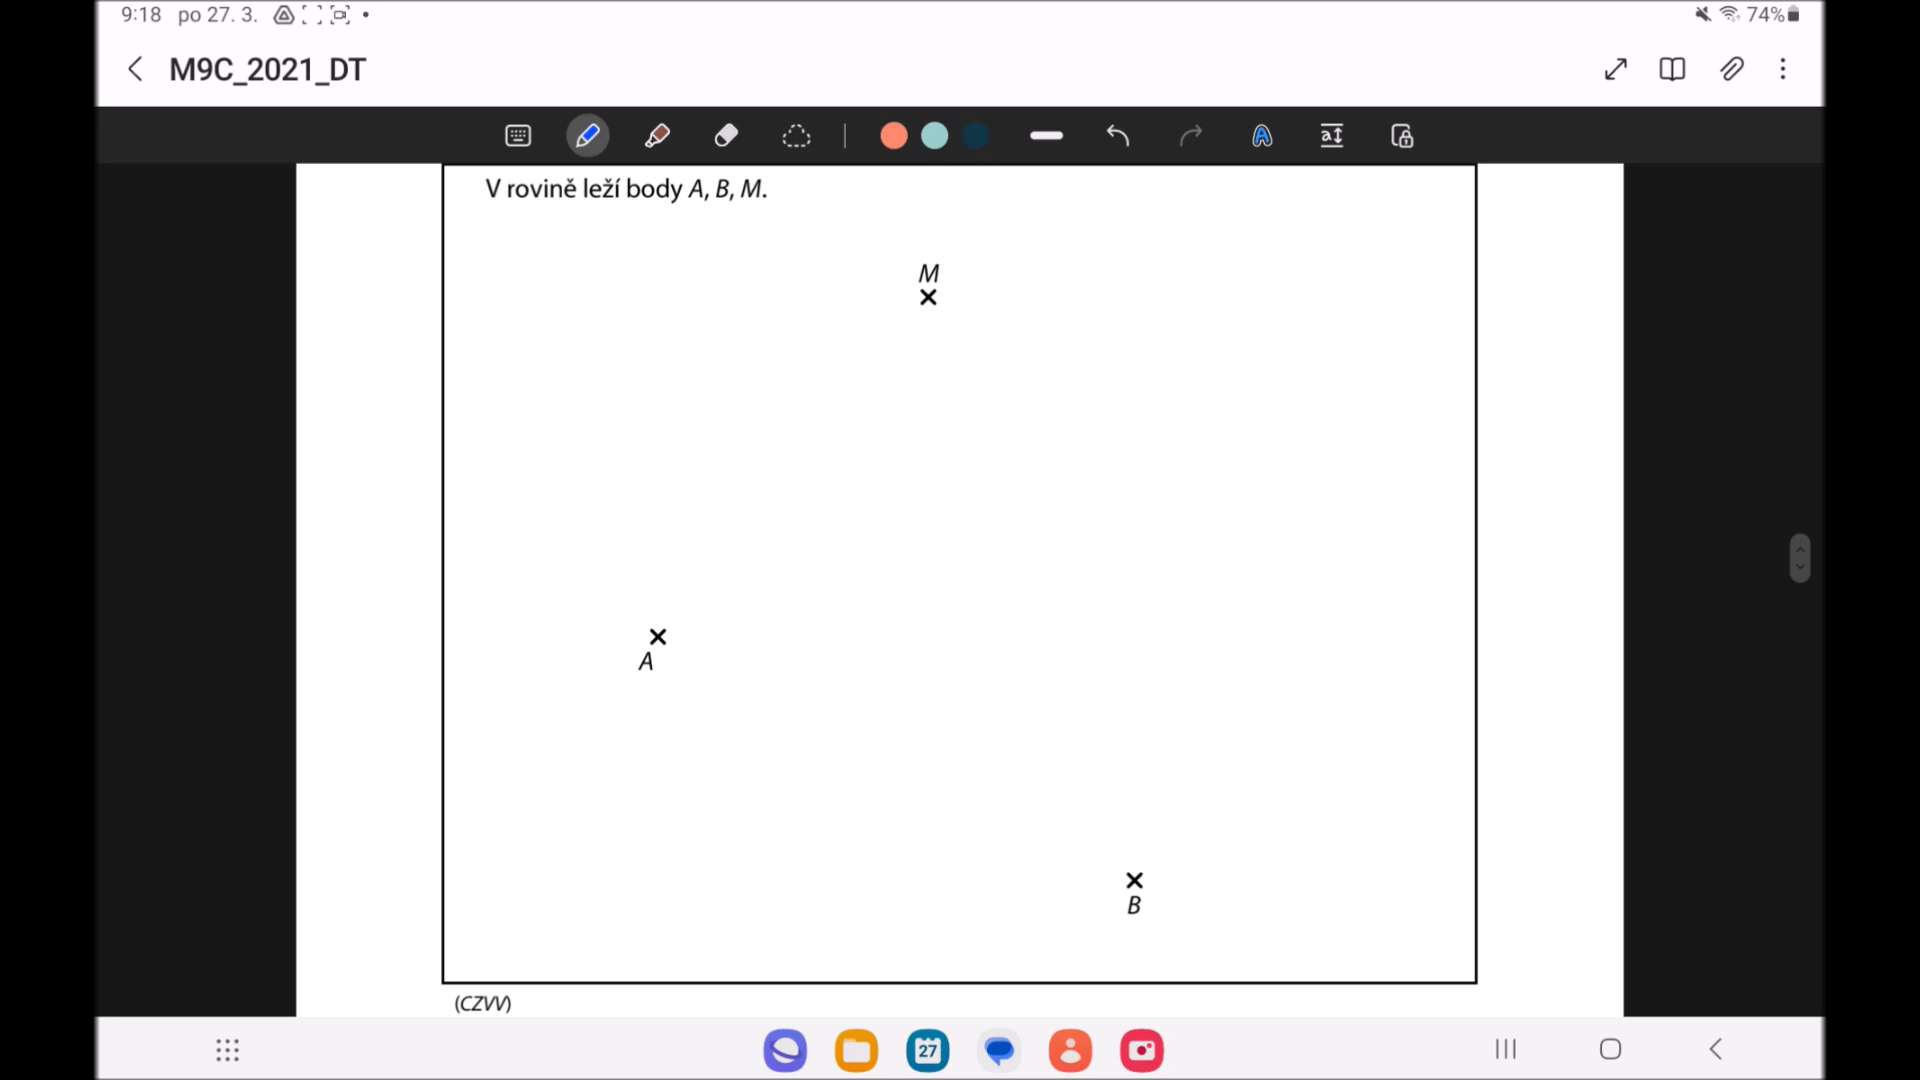 9:18 po 27. 3. 74%
M9C_2021_DT
V rovině leží body A, B, M.
M
A
B
(CZVV)
27